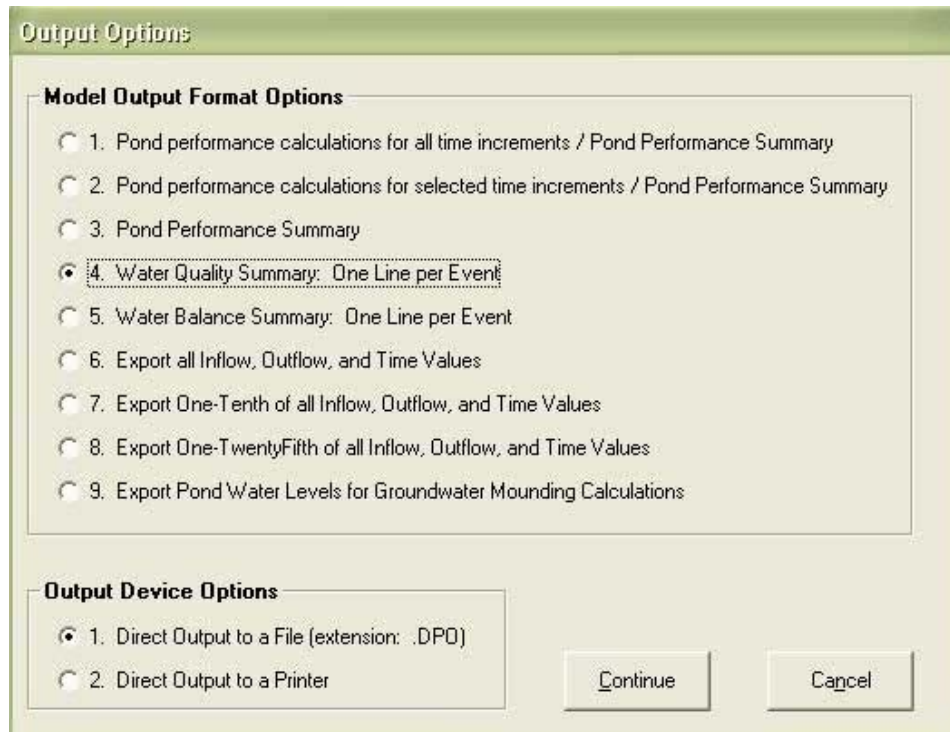 Output Options
Model Output Format Options
1. Pond performance calculations for all time increments / Pond Performance Summary
2. Pond performance calculations for selected time increments / Pond Performance Summary
3. Pond Performance Summary
4. Water Quality Summary: One Line per Event
5. Water Balance Summary: One Line per Event
6. Export all Inflow, Outflow, and Time Values
7. Export One-Tenth of all Inflow, Outflow, and Time Values
8. Export One-TwentyFifth of all Inflow, Outflow, and Time Values
9. Export Pond Water Levels for Groundwater Mounding Calculations
Output Device Options
1. Direct Output to a File (extension: .DPO)
2. Direct Output to a Printer
Continue
Cancel